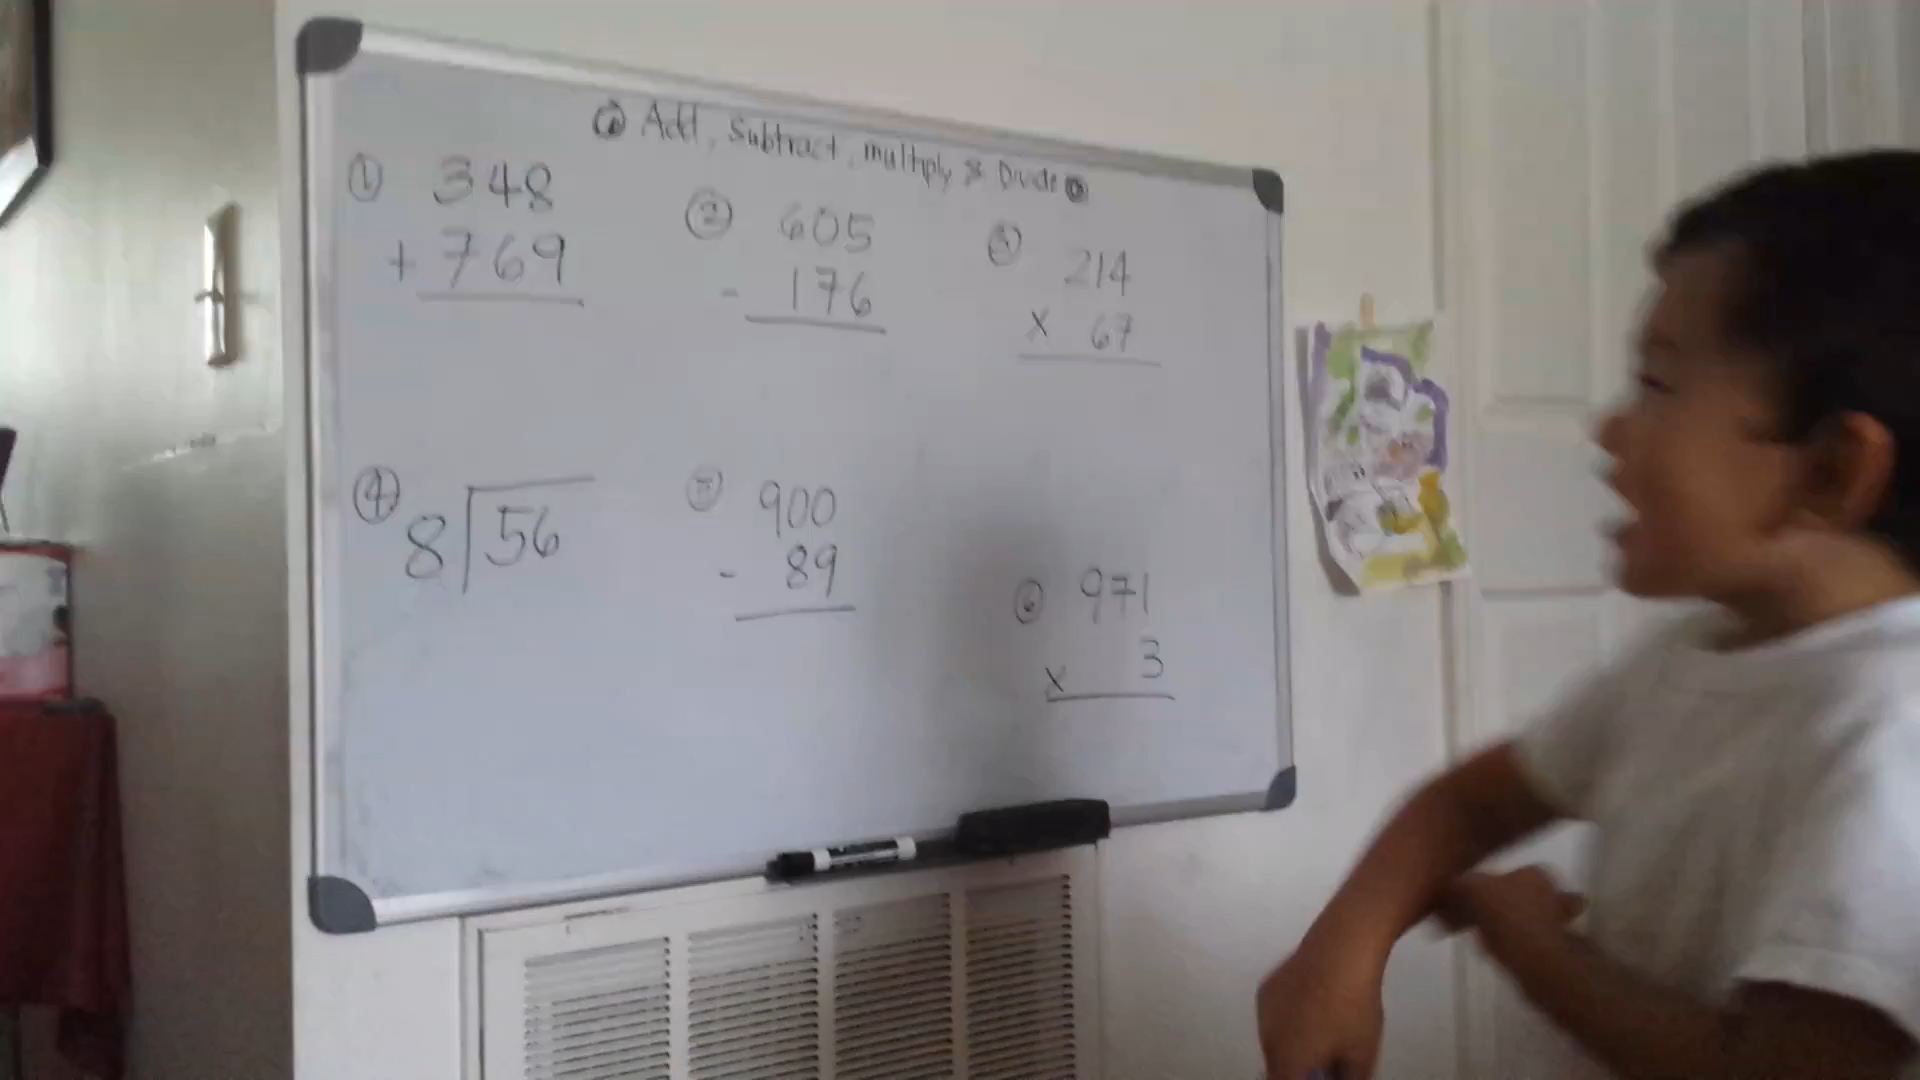 Add, Subtract, multiply & Divide
① 348
+ 769
② 605
- 176
③ 214
x 67
④ 8 56
⑤ 900
- 89
⑥ 971
x 3